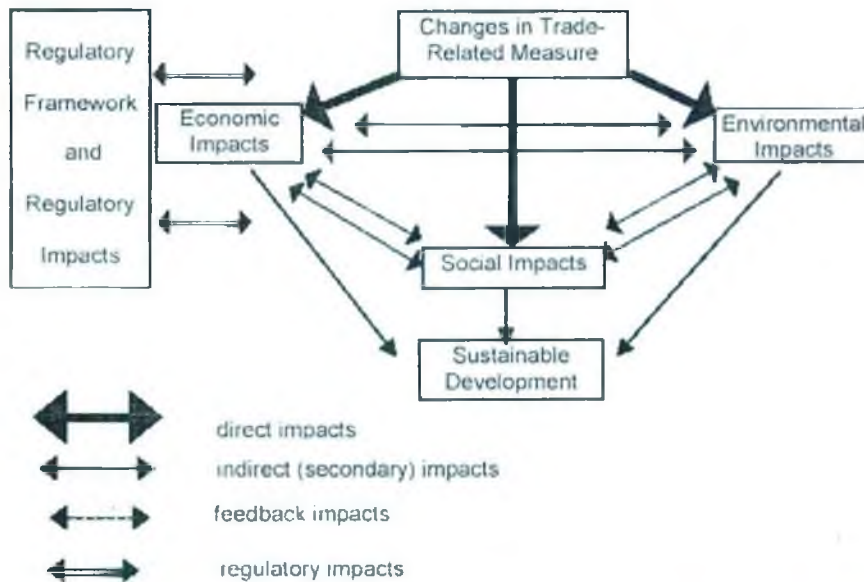 Regulatory
Framework
and
Regulatory
Impacts
Changes in Trade-
Related Measure
Economic
Impacts
Environmental
Impacts
Social Impacts
Sustainable
Development
direct impacts
indirect (secondary) impacts
feedback impacts
regulatory impacts